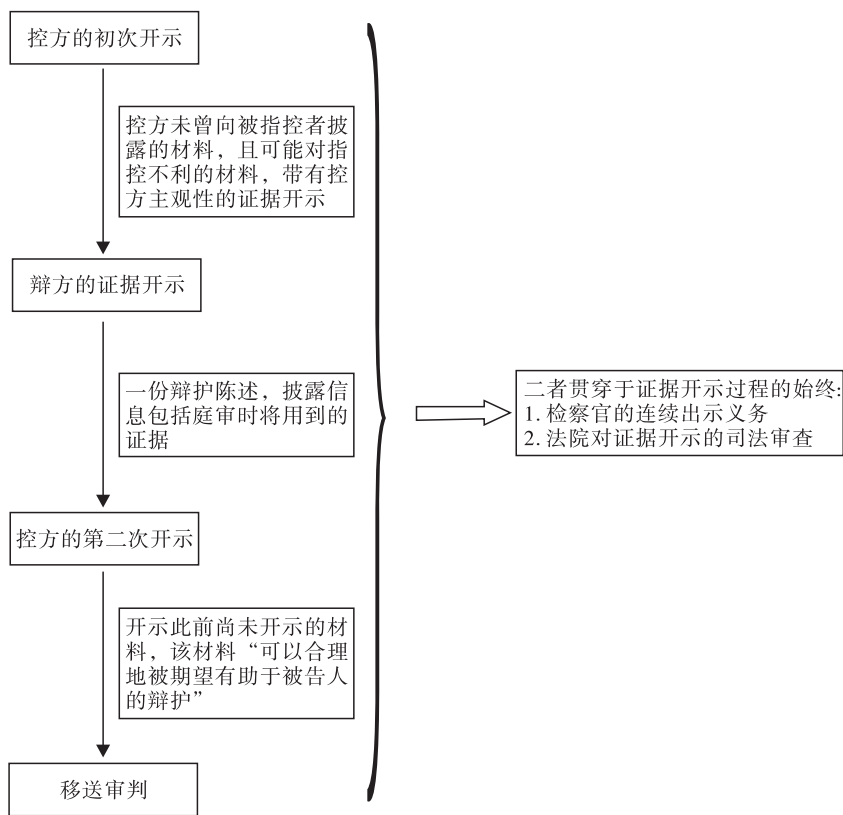 控方的初次开示
控方未曾向被指控者披
露的材料，且可能对指
控不利的材料，带有控
方主观性的证据开示
辩方的证据开示
一份辩护陈述，披露信
息包括庭审时将用到的
证据
控方的第二次开示
开示此前尚未开示的材
料，该材料“可以合理
地被期望有助于被告人
的辩护”
移送审判
二者贯穿于证据开示过程的始终:
1. 检察官的连续出示义务
2. 法院对证据开示的司法审查